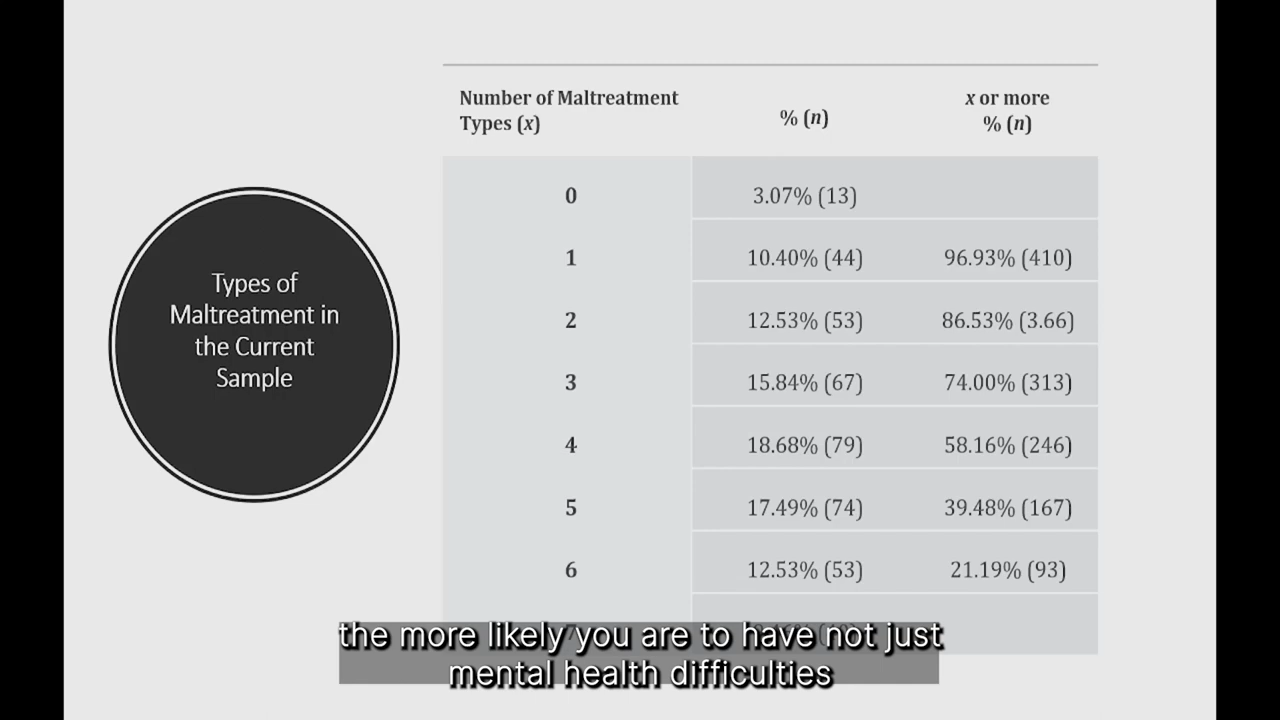 Number of Maltreatment
Types (x)
% (n)
x or more
% (n)
0 3.07% (13)
1 10.40% (44) 96.93% (410)
2 12.53% (53) 86.53% (3.66)
3 15.84% (67) 74.00% (313)
4 18.68% (79) 58.16% (246)
5 17.49% (74) 39.48% (167)
6 12.53% (53) 21.19% (93)
Types of
Maltreatment in
the Current
Sample
the more likely you are to have not just
mental health difficulties